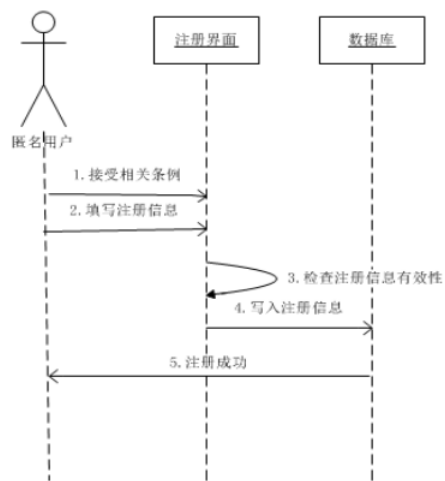 注册界面
数据库
匿名用户
1.接受相关条例
2.填写注册信息
3.检查注册信息有效性
4.写入注册信息
5.注册成功